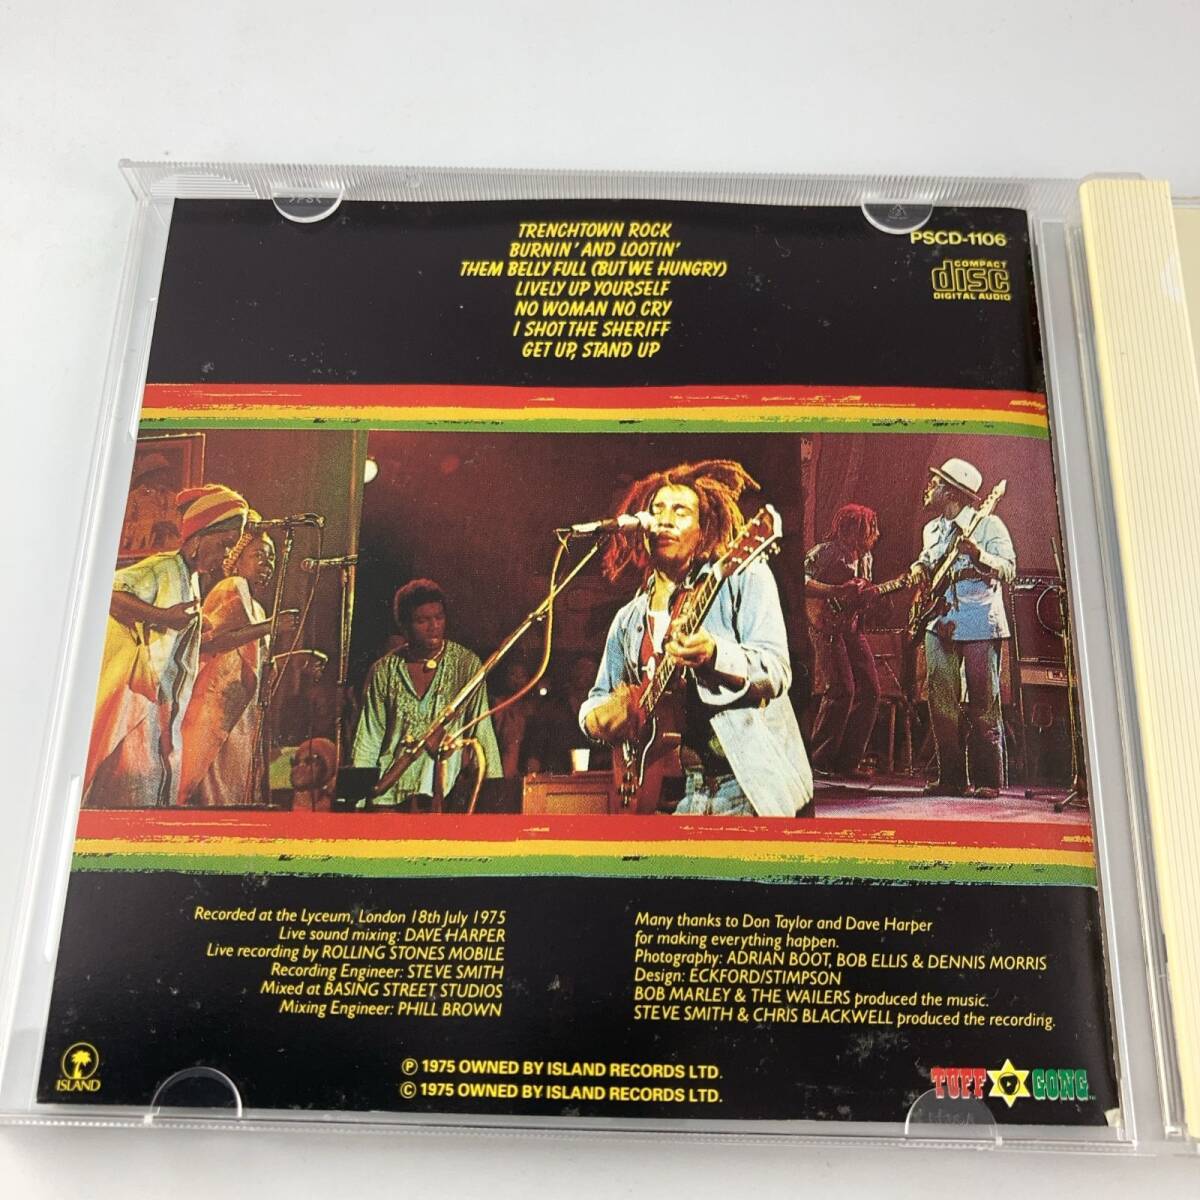 TRENCHTOWN ROCK
BURNIN' AND LOOTIN'
THEM BELLY FULL (BUT WE HUNGRY)
LIVELY UP YOURSELF
NO WOMAN NO CRY
I SHOT THE SHERIFF
GET UP, STAND UP
PSCD-1106
COMPACT
disc
DIGITAL AUDIO
Recorded at the Lyceum, London 18th July 1975
Live sound mixing: DAVE HARPER
Live recording by ROLLING STONES MOBILE
Recording Engineer: STEVE SMITH
Mixed at BASING STREET STUDIOS
Mixing Engineer: PHILL BROWN
Many thanks to Don Taylor and Dave Harper
for making everything happen.
Photography: ADRIAN BOOT, BOB ELLIS & DENNIS MORRIS
Design: ECKFORD/STIMPSON
BOB MARLEY & THE WAILERS produced the music.
STEVE SMITH & CHRIS BLACKWELL produced the recording.
ISLAND
Ⓟ 1975 OWNED BY ISLAND RECORDS LTD.
© 1975 OWNED BY ISLAND RECORDS LTD.
TUFF GONG